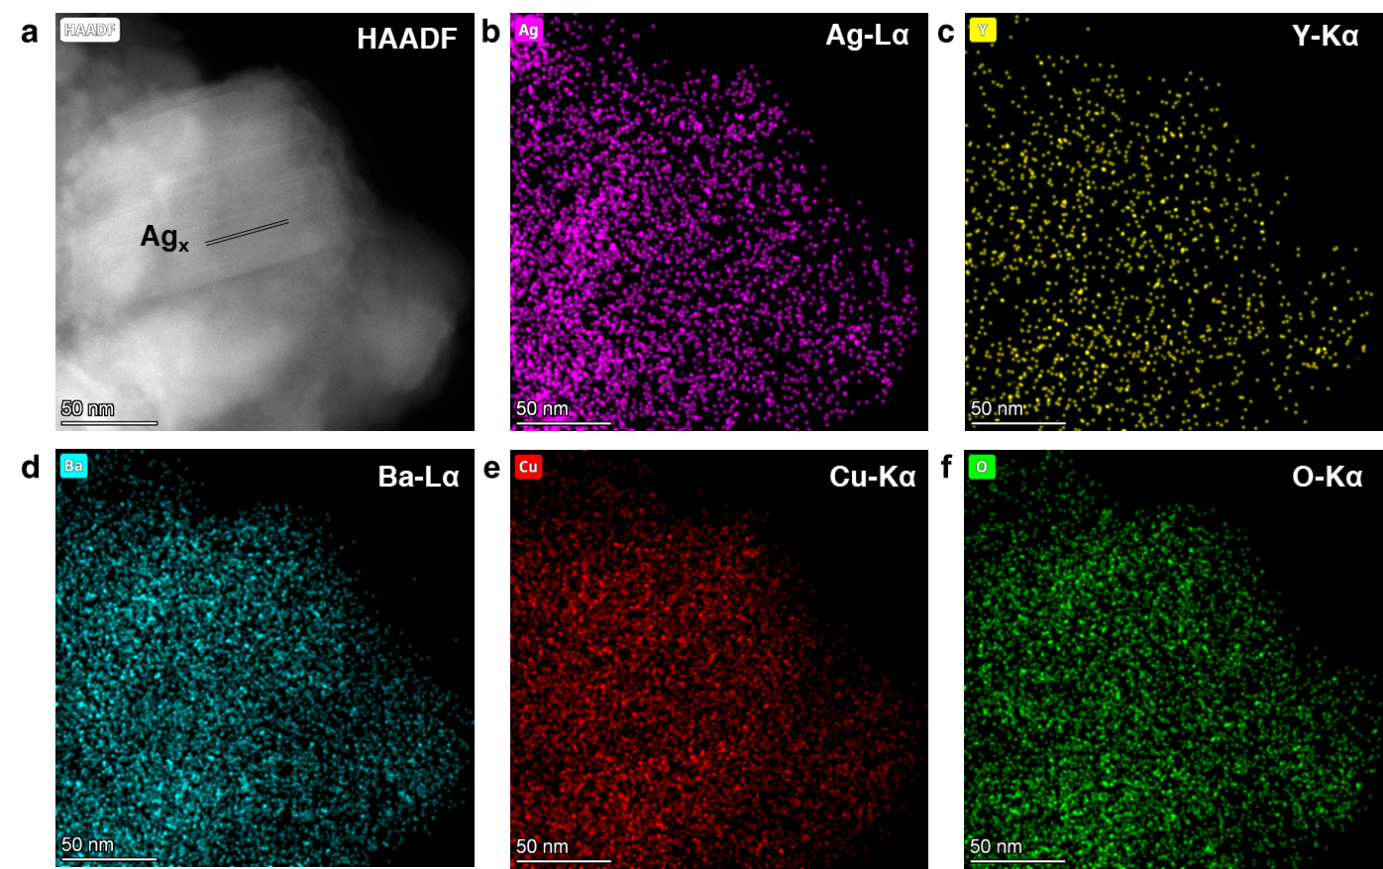 a
HAADF
HAADF
Agₓ
50 nm
b
Ag
Ag-Lα
50 nm
c
Y
Y-Kα
50 nm
d
Ba
Ba-Lα
50 nm
e
Cu
Cu-Kα
50 nm
f
O
O-Kα
50 nm